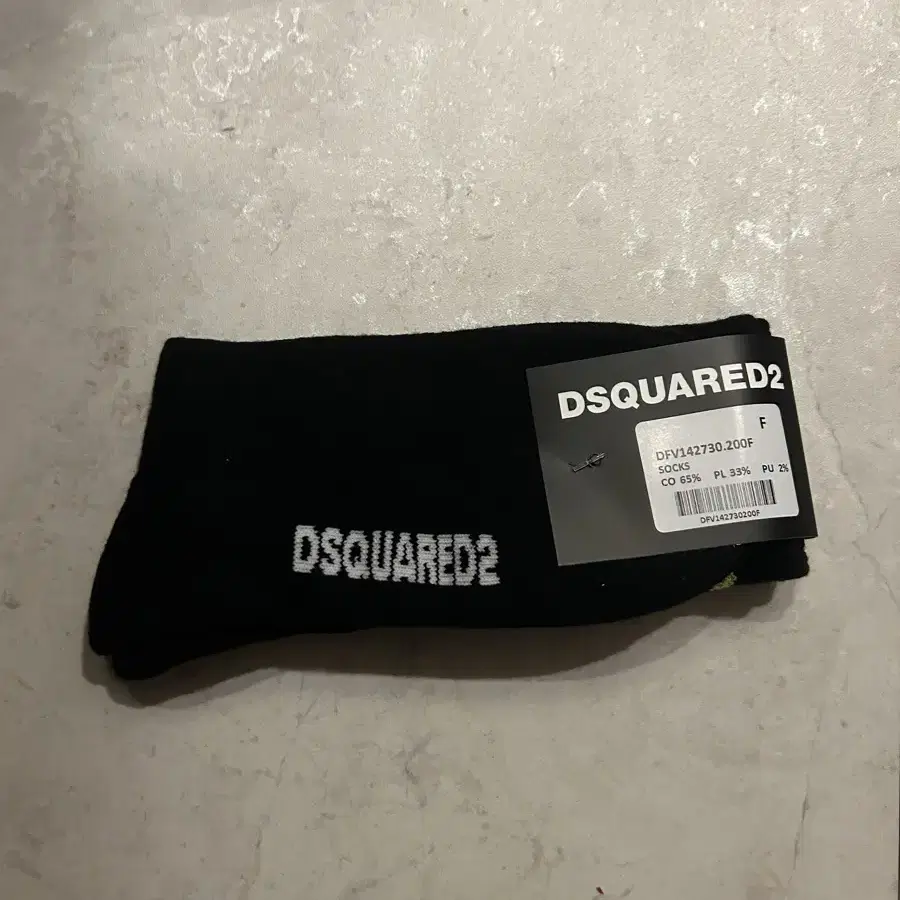 DSQUARED2
F
DFV142730.200F
SOCKS
CO 65% PL 33% PU 2%
DFV142730200F
DSQUARED2